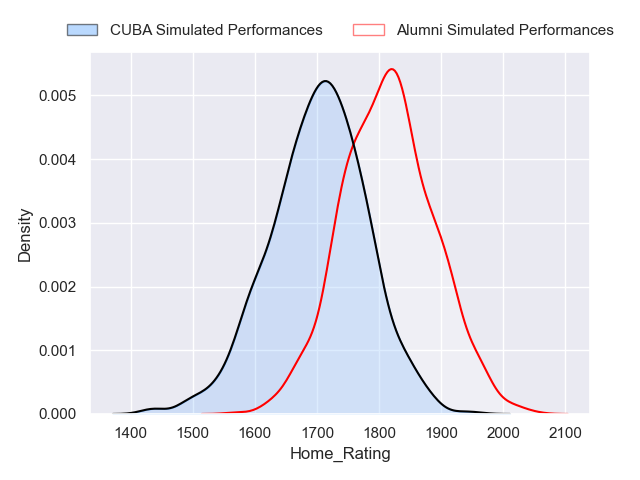 CUBA Simulated Performances
Alumni Simulated Performances
Density
0.005
0.004
0.003
0.002
0.001
0.000
1400 1500 1600 1700 1800 1900 2000 2100
Home_Rating